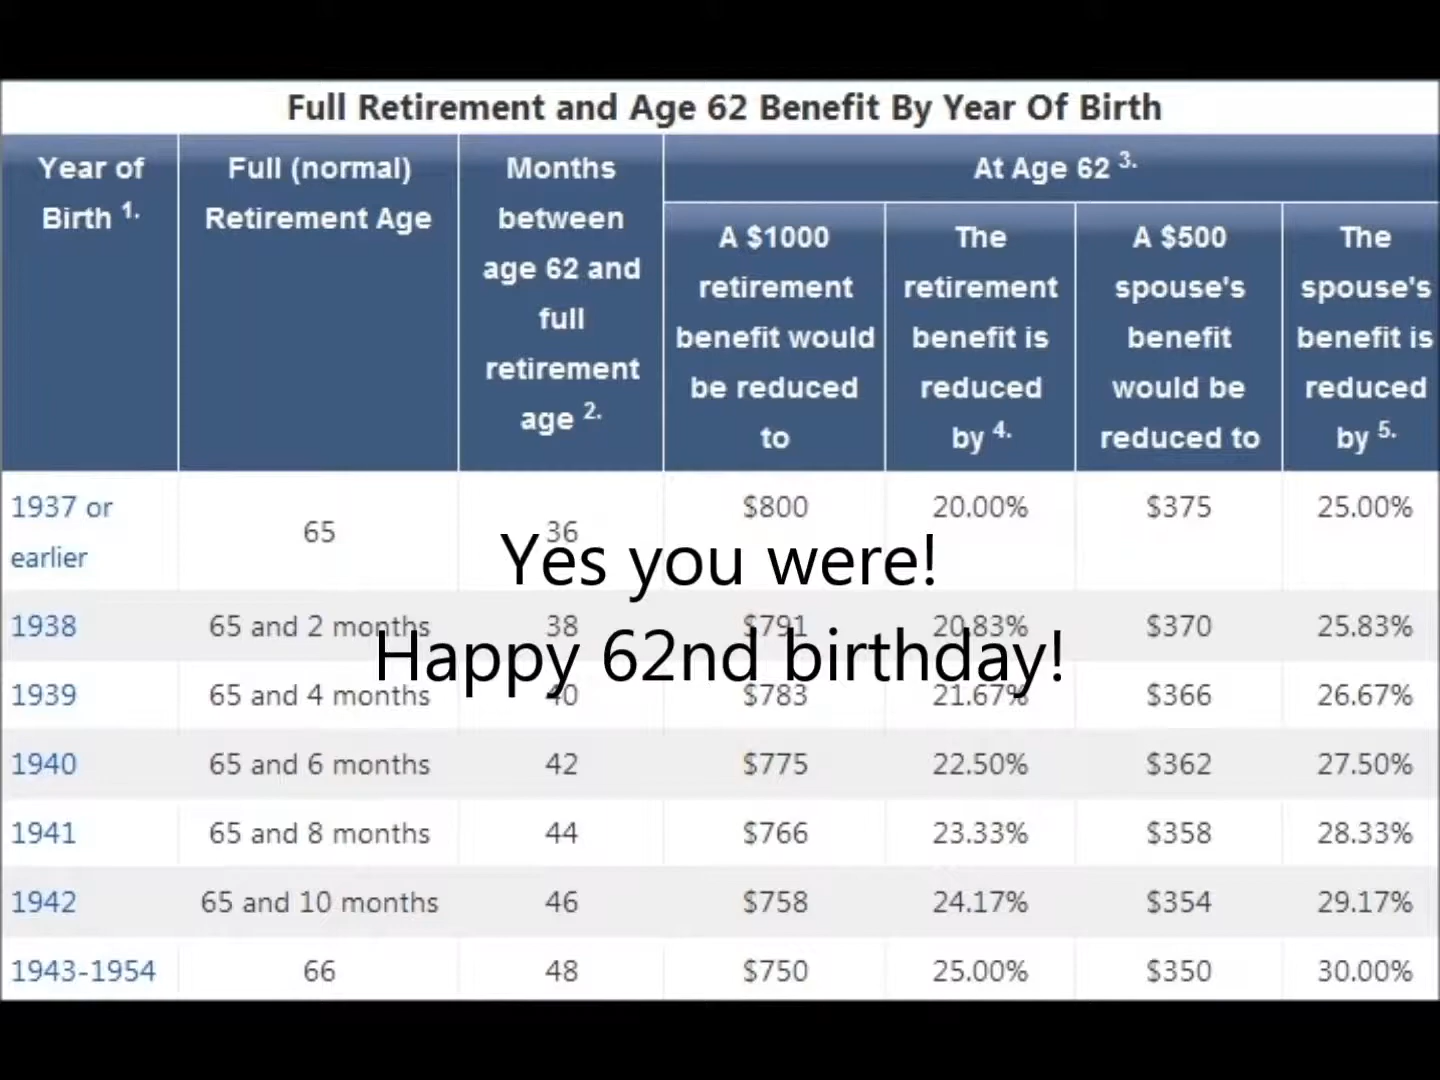 Full Retirement and Age 62 Benefit By Year Of Birth
Year of Birth 1.
Full (normal) Retirement Age
Months between age 62 and full retirement age 2.
At Age 62 3.
A $1000 retirement benefit would be reduced to
The retirement benefit is reduced by 4.
A $500 spouse's benefit would be reduced to
The spouse's benefit is reduced by 5.
1937 or earlier 65 36 $800 20.00% $375 25.00%
Yes you were!
1938 65 and 2 months 38 $791 20.83% $370 25.83%
Happy 62nd birthday!
1939 65 and 4 months 40 $783 21.67% $366 26.67%
1940 65 and 6 months 42 $775 22.50% $362 27.50%
1941 65 and 8 months 44 $766 23.33% $358 28.33%
1942 65 and 10 months 46 $758 24.17% $354 29.17%
1943-1954 66 48 $750 25.00% $350 30.00%